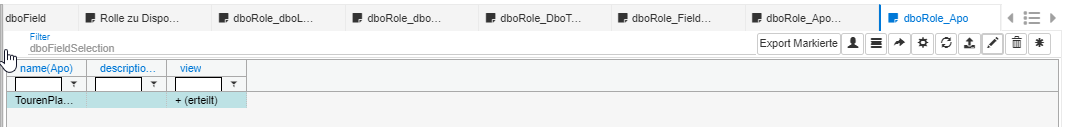 dboField Rolle zu Dispo... dboRole_dboL... dboRole_dbo... dboRole_DboT... dboRole_Field... dboRole_Apo... dboRole_Apo
Filter
dboFieldSelection
Export Markierte
name(Apo) descriptio... view
TourenPla... + (erteilt)